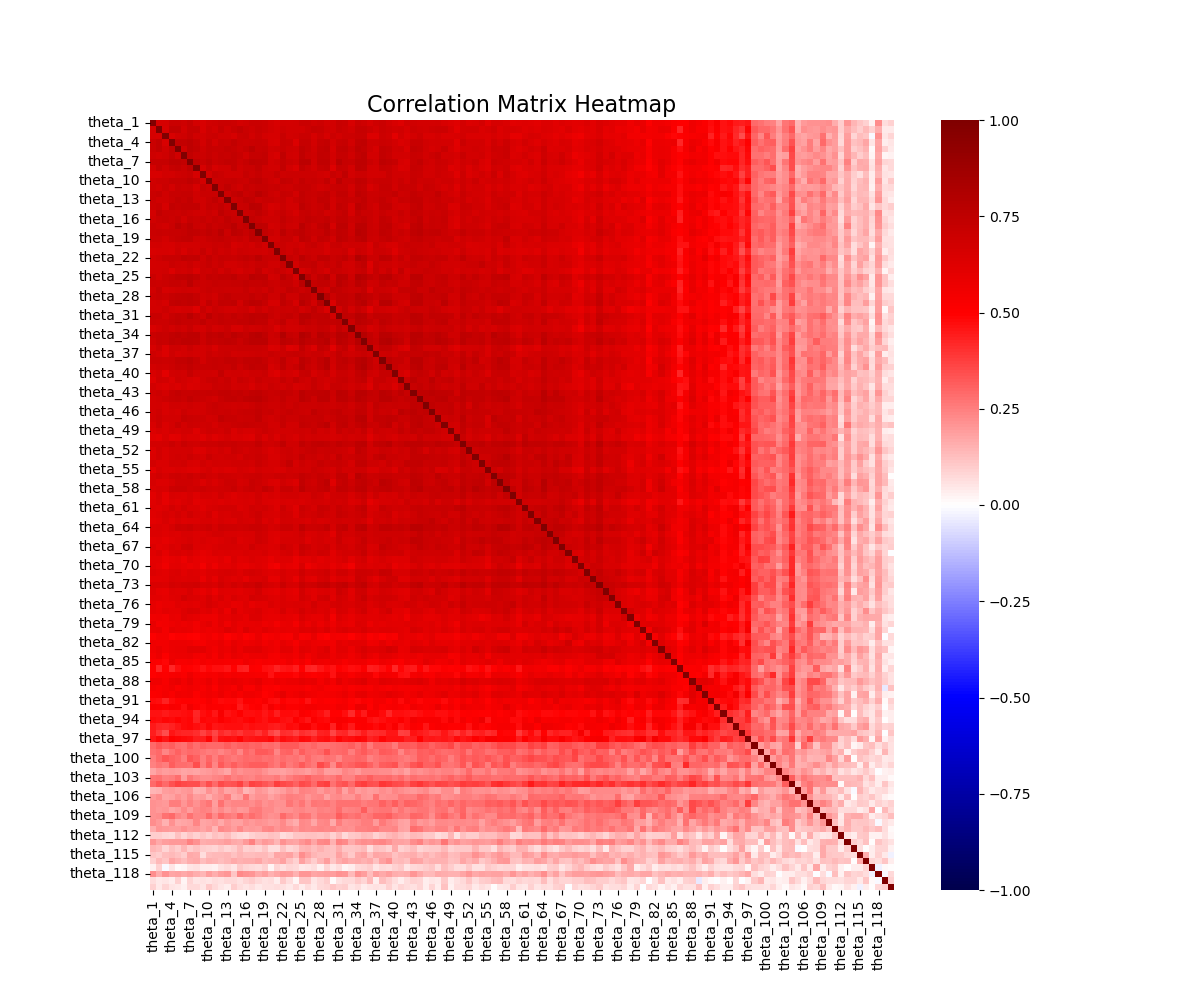 Correlation Matrix Heatmap
theta_1
theta_4
theta_7
theta_10
theta_13
theta_16
theta_19
theta_22
theta_25
theta_28
theta_31
theta_34
theta_37
theta_40
theta_43
theta_46
theta_49
theta_52
theta_55
theta_58
theta_61
theta_64
theta_67
theta_70
theta_73
theta_76
theta_79
theta_82
theta_85
theta_88
theta_91
theta_94
theta_97
theta_100
theta_103
theta_106
theta_109
theta_112
theta_115
theta_118
theta_1
theta_4
theta_7
theta_10
theta_13
theta_16
theta_19
theta_22
theta_25
theta_28
theta_31
theta_34
theta_37
theta_40
theta_43
theta_46
theta_49
theta_52
theta_55
theta_58
theta_61
theta_64
theta_67
theta_70
theta_73
theta_76
theta_79
theta_82
theta_85
theta_88
theta_91
theta_94
theta_97
theta_100
theta_103
theta_106
theta_109
theta_112
theta_115
theta_118
1.00
0.75
0.50
0.25
0.00
−0.25
−0.50
−0.75
−1.00